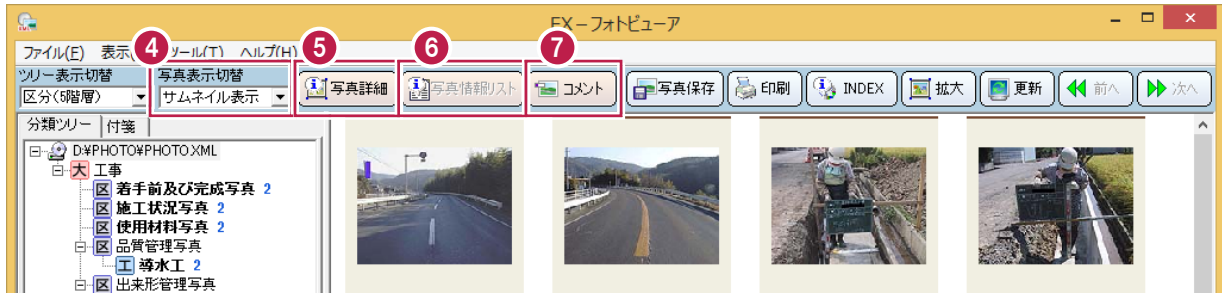 EX－フォトビューア
ファイル(F) 表示 ツール(T) ヘルプ(H)
4 5 6 7
ツリー表示切替 写真表示切替
区分(5階層) サムネイル表示 写真詳細 写真情報リスト コメント 写真保存 印刷 INDEX 拡大 更新 前へ 次へ
分類ツリー 付箋
D:¥PHOTO¥PHOTO.XML
大 工事
区 着手前及び完成写真 2
区 施工状況写真 2
区 使用材料写真 2
区 品質管理写真
工 導水工 2
区 出来形管理写真